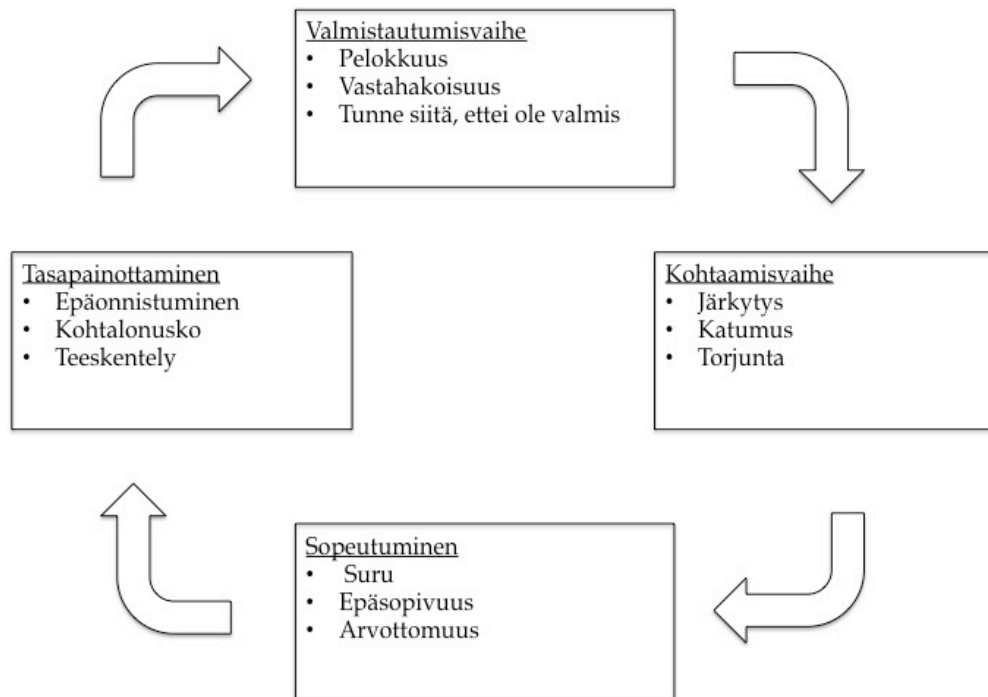 Valmistautumisvaihe
• Pelokkuus
• Vastahakoisuus
• Tunne siitä, ettei ole valmis
Tasapainottaminen
• Epäonnistuminen
• Kohtalonusko
• Teeskentely
Kohtaamisvaihe
• Järkytys
• Katumus
• Torjunta
Sopeutuminen
• Suru
• Epäsopivuus
• Arvottomuus